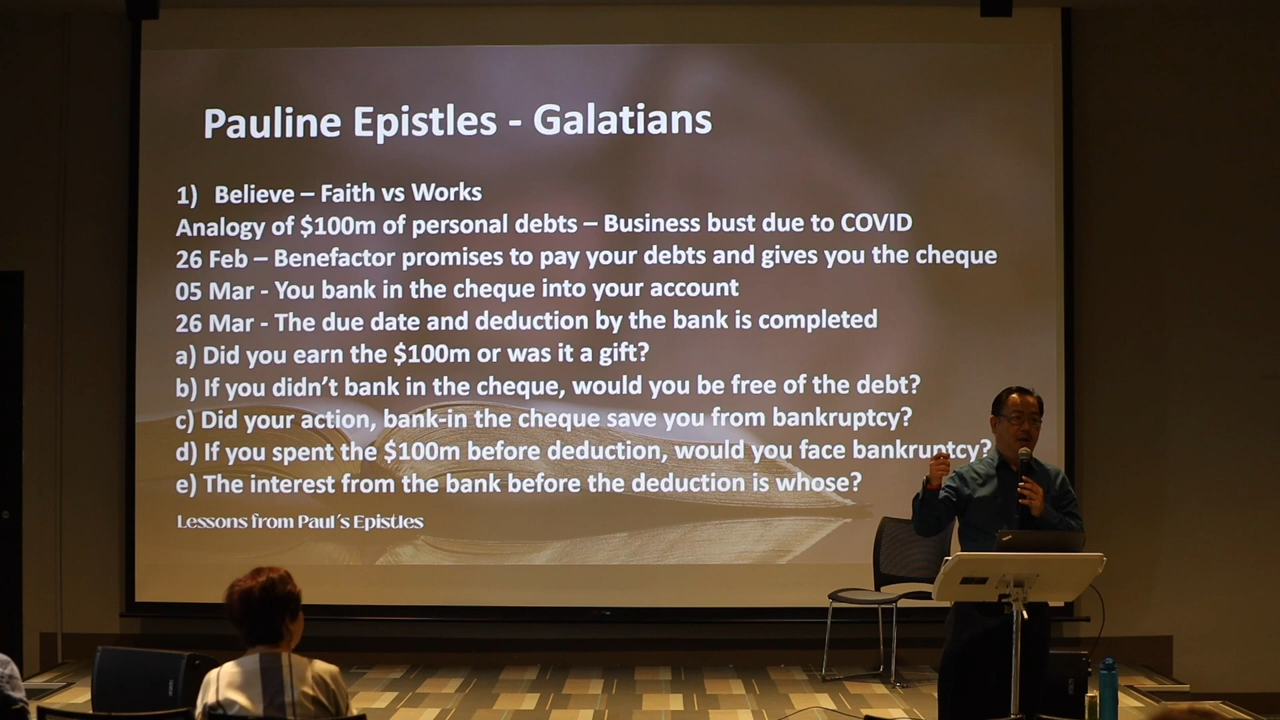 Pauline Epistles - Galatians
1) Believe – Faith vs Works
Analogy of $100m of personal debts – Business bust due to COVID
26 Feb – Benefactor promises to pay your debts and gives you the cheque
05 Mar - You bank in the cheque into your account
26 Mar - The due date and deduction by the bank is completed
a) Did you earn the $100m or was it a gift?
b) If you didn’t bank in the cheque, would you be free of the debt?
c) Did your action, bank-in the cheque save you from bankruptcy?
d) If you spent the $100m before deduction, would you face bankruptcy?
e) The interest from the bank before the deduction is whose?
Lessons from Paul's Epistles